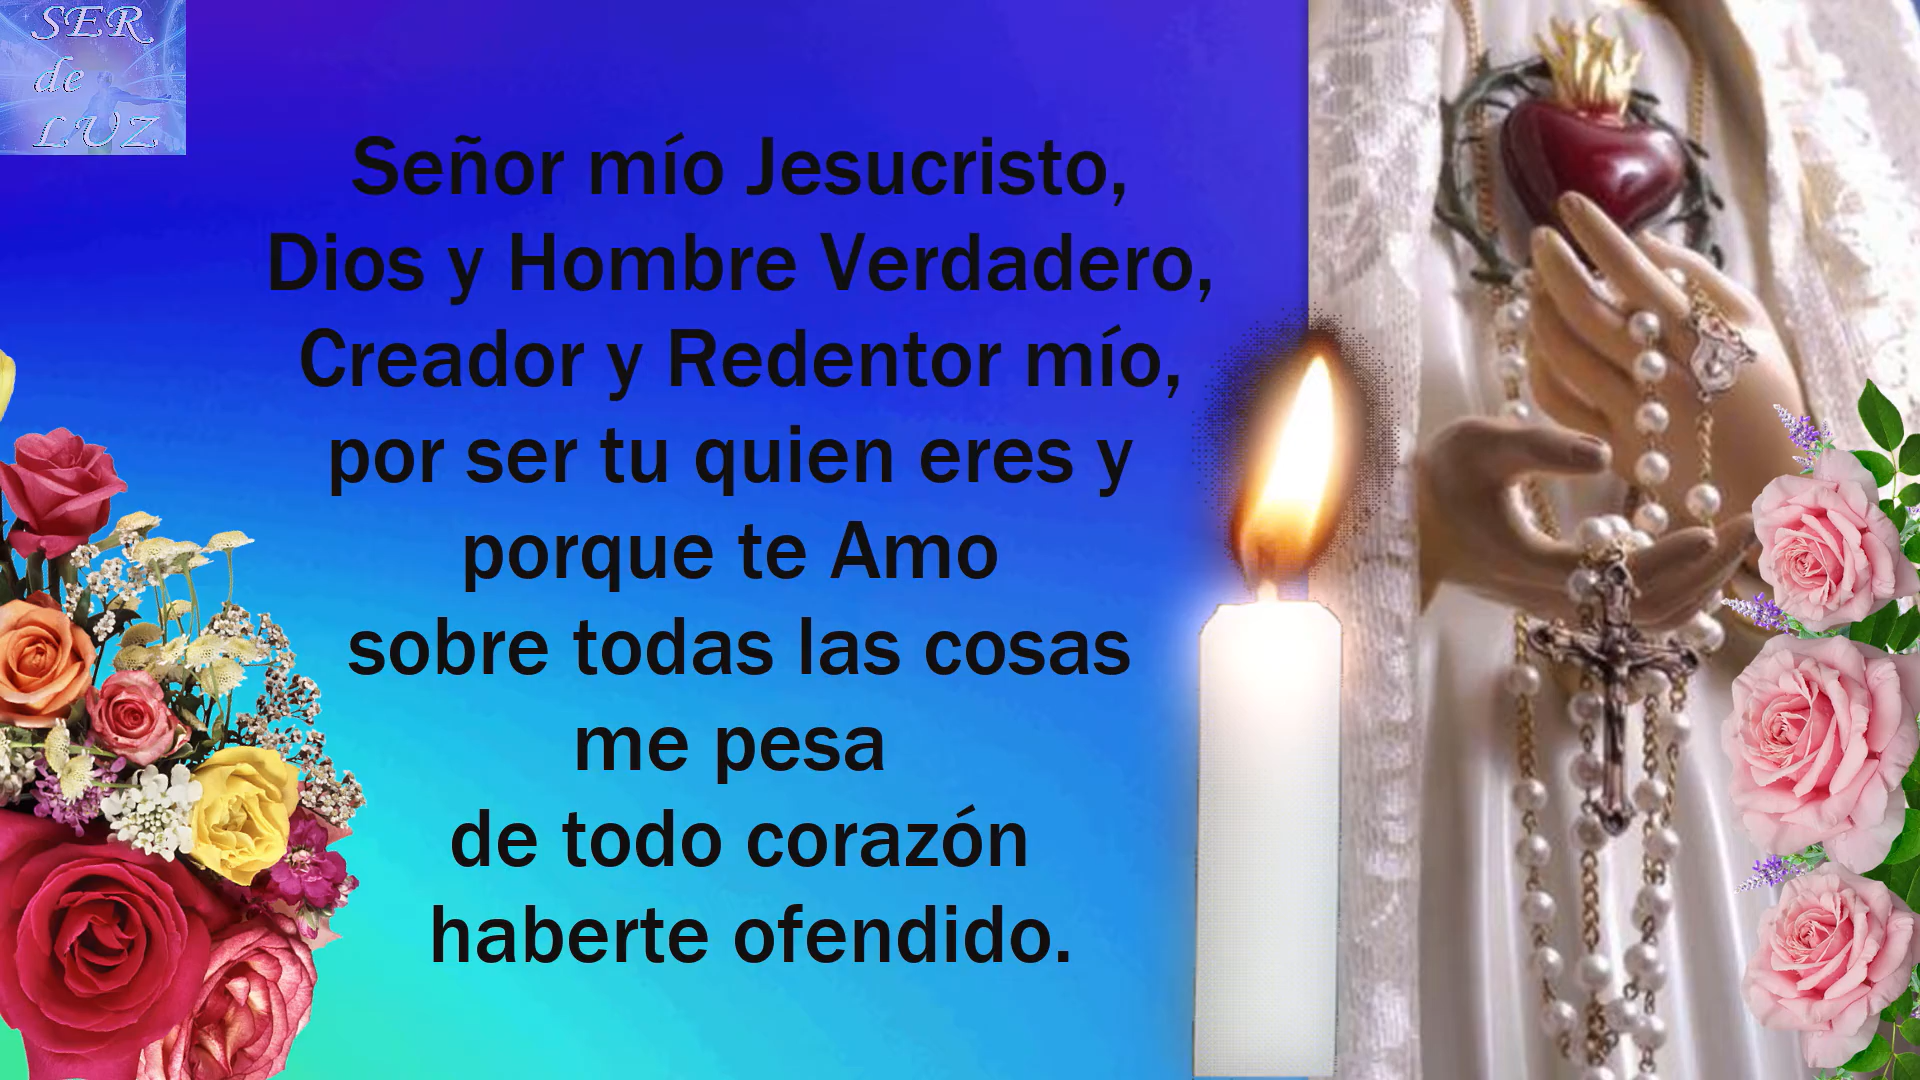 SER
de
LUZ
Señor mío Jesucristo,
Dios y Hombre Verdadero,
Creador y Redentor mío,
por ser tu quien eres y
porque te Amo
sobre todas las cosas
me pesa
de todo corazón
haberte ofendido.